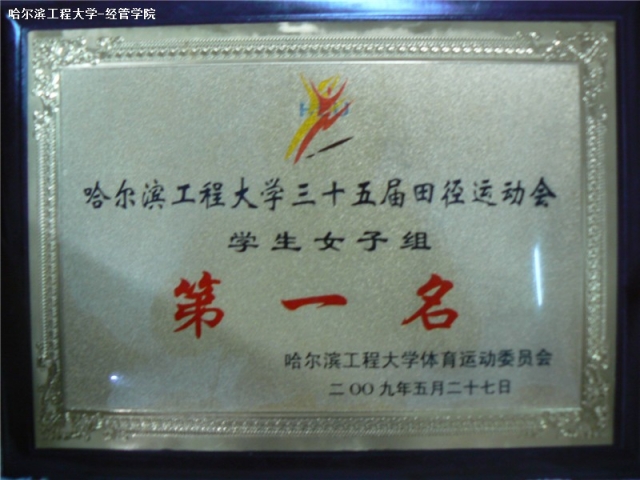 哈尔滨工程大学-经管学院
哈尔滨工程大学三十五届田径运动会
学生女子组
第一名
哈尔滨工程大学体育运动委员会
二〇〇九年五月二十七日